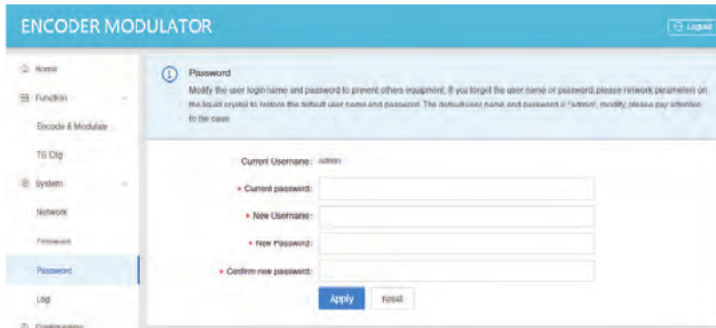 ENCODER MODULATOR
Logout
Home
Password
Modify the user login name and password to prevent others equipment. If you forget the user name or password, please network parameters on
Function
the liquid crystal to restore the default user name and password. The default user name and password is "admin", modify, please pay attention
to the case
Encode & Modulate
TS Cfg
Current Username: admin
System
* Current password:
Network
* New Username:
Firmware
* New Password:
Password
* Confirm new password:
Log
Apply
reset
Configuration